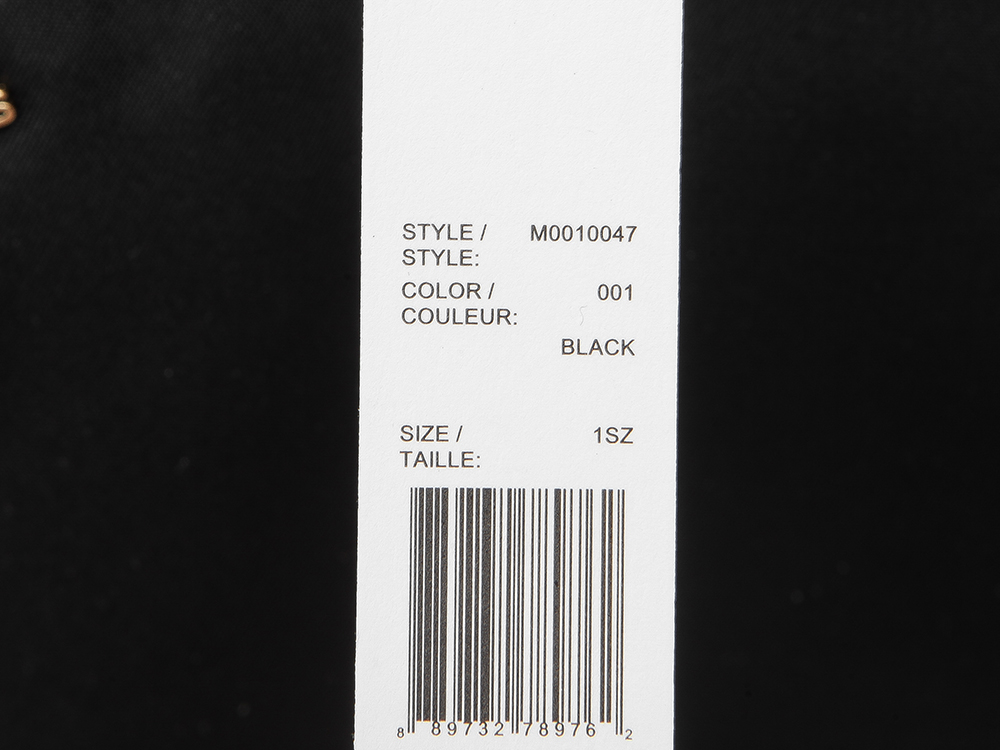 STYLE / M0010047
STYLE:
COLOR / 001
COULEUR:
BLACK
SIZE / 1SZ
TAILLE:
8 89732 78976 2